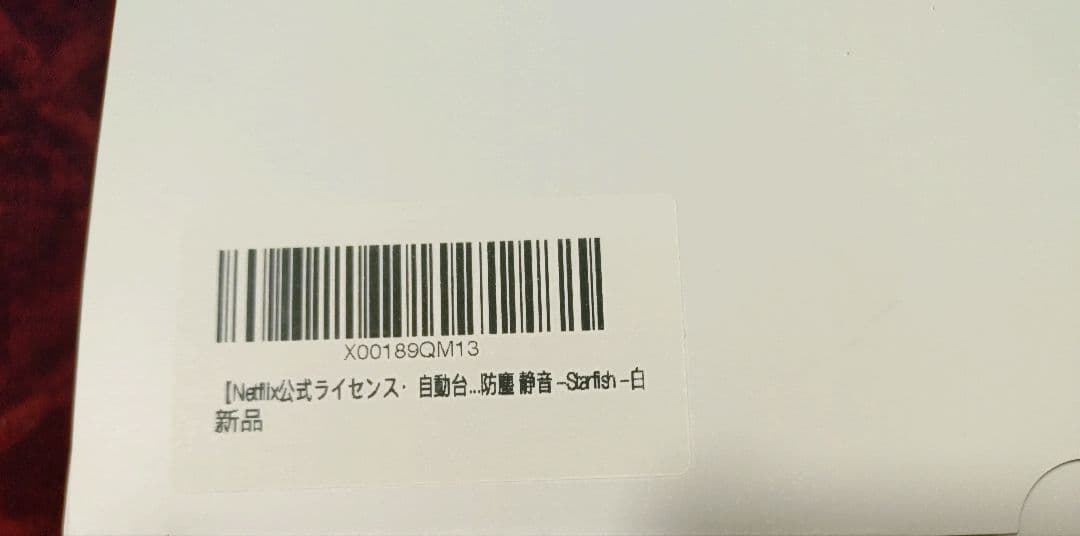 X00189QM13
【Netflix公式ライセンス・ 自動台...防塵 静音 –Starfish –白
新品